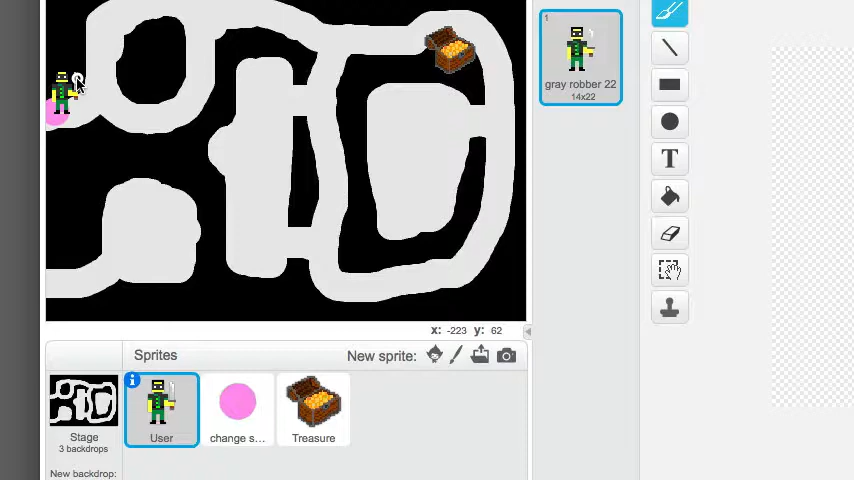 1
gray robber 22
14x22
T
x: -223 y: 62
Sprites
New sprite:
i
Stage
3 backdrops
User
change s...
Treasure
New backdrop: